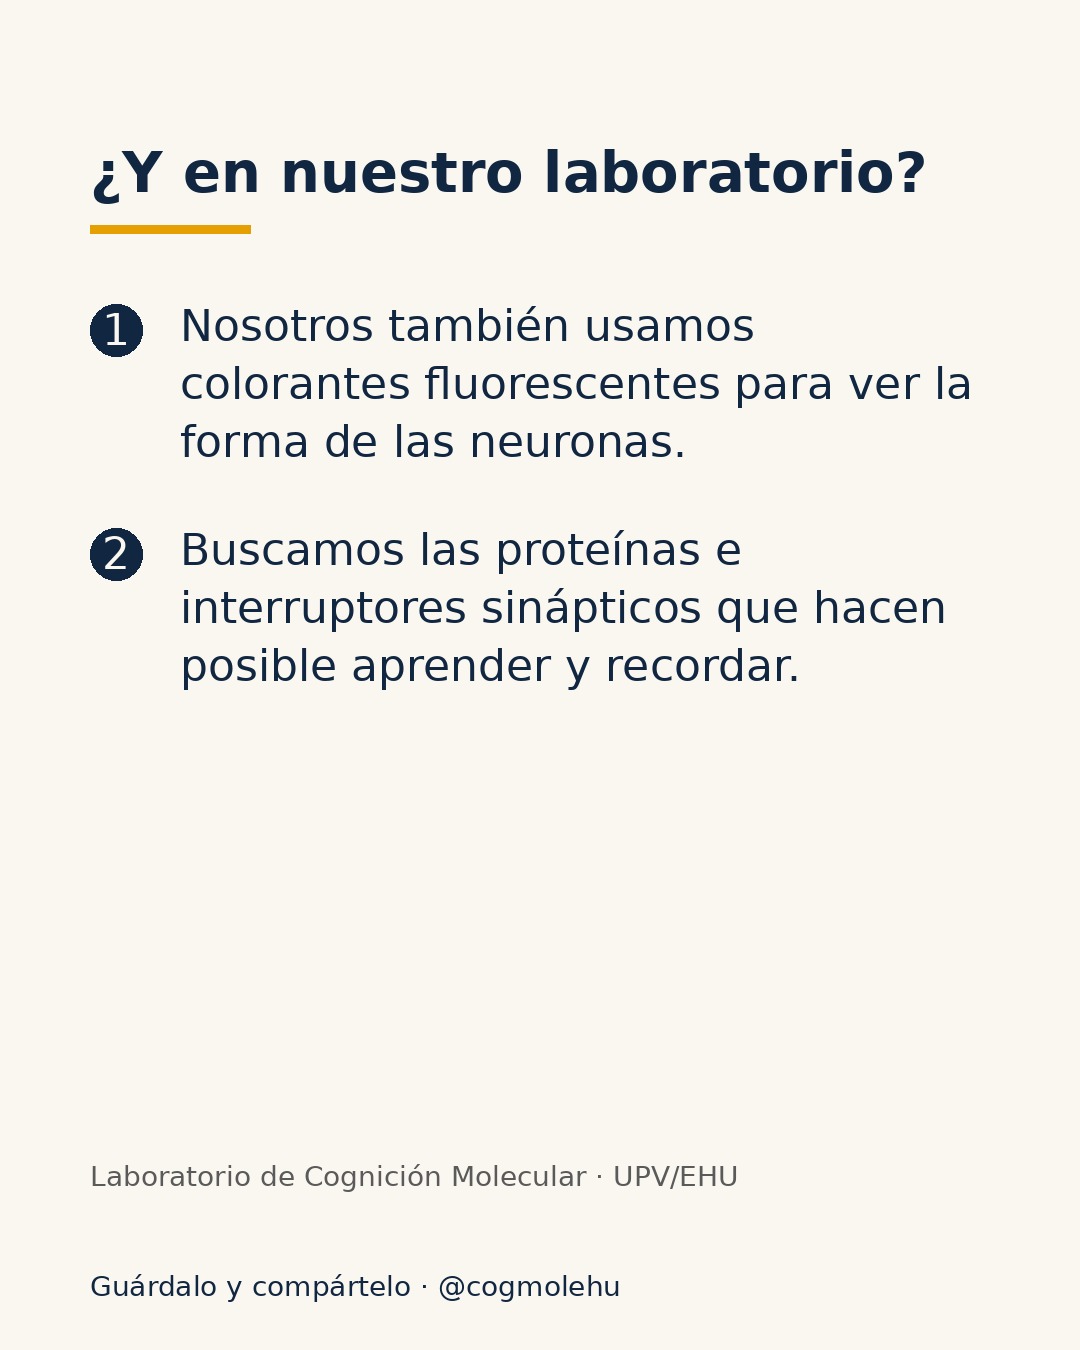 ¿Y en nuestro laboratorio?
1 Nosotros también usamos
colorantes fluorescentes para ver la
forma de las neuronas.
2 Buscamos las proteínas e
interruptores sinápticos que hacen
posible aprender y recordar.
Laboratorio de Cognición Molecular · UPV/EHU
Guárdalo y compártelo · @cogmolehu